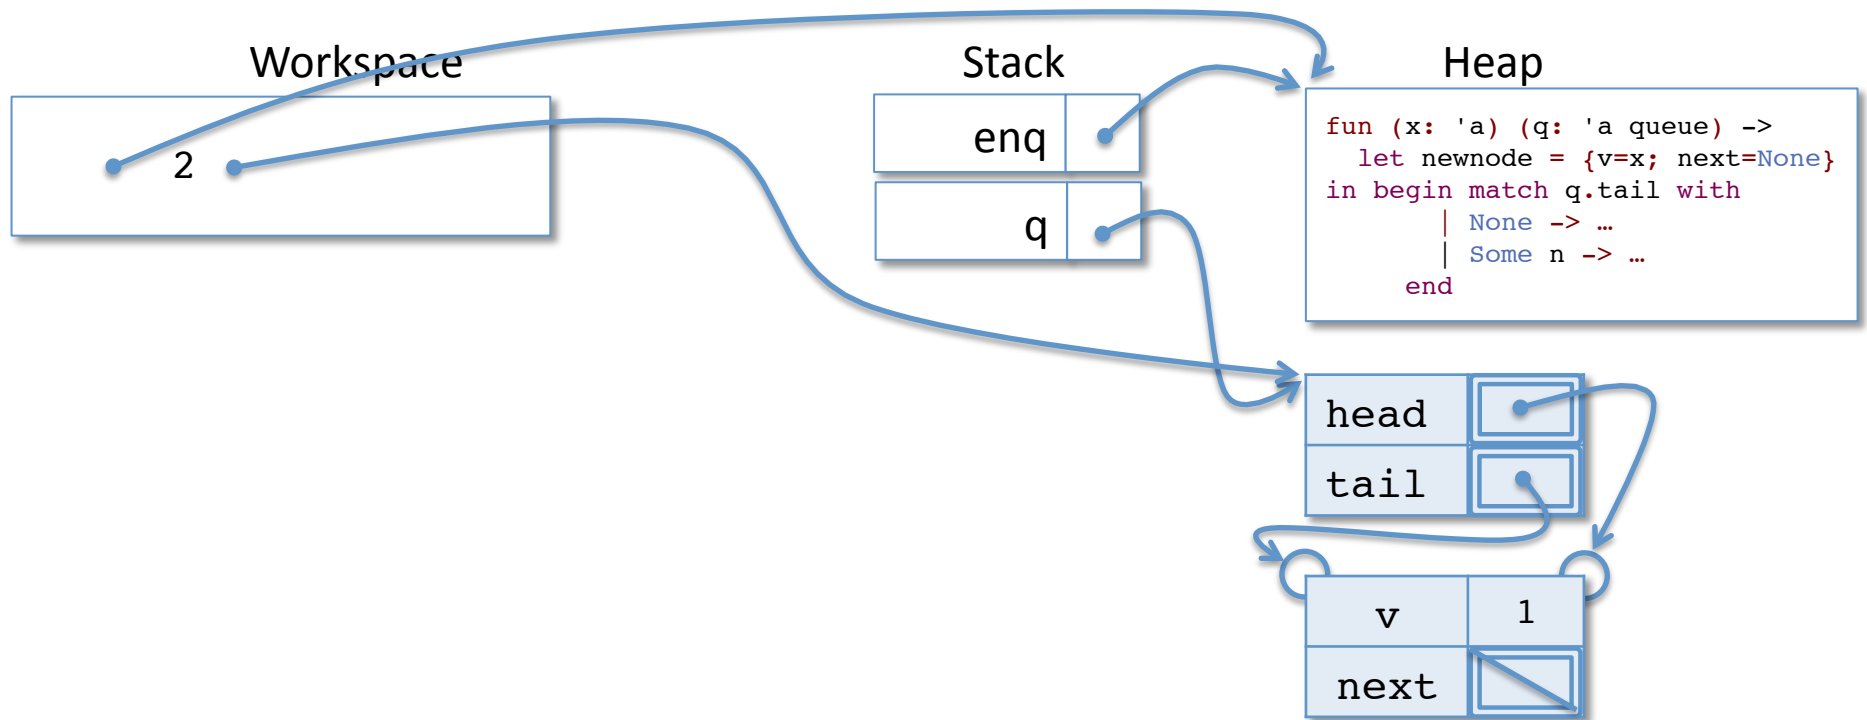 Workspace
2
Stack
enq
q
Heap
fun (x: 'a) (q: 'a queue) ->
let newnode = {v=x; next=None}
in begin match q.tail with
| None -> …
| Some n -> …
end
head
tail
v 1
next